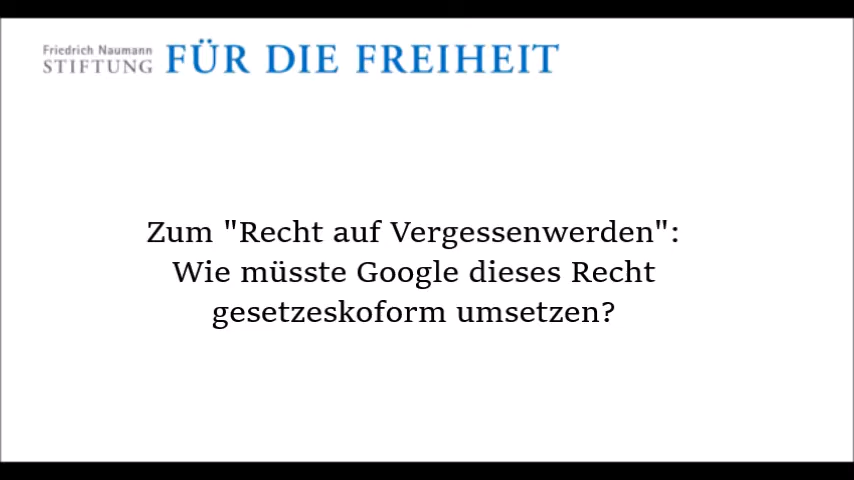 Friedrich Naumann
STIFTUNG FÜR DIE FREIHEIT
Zum "Recht auf Vergessenwerden":
Wie müsste Google dieses Recht
gesetzeskoform umsetzen?